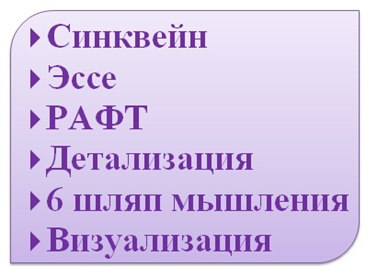 Синквейн
Эссе
РАФТ
Детализация
6 шляп мышления
Визуализация